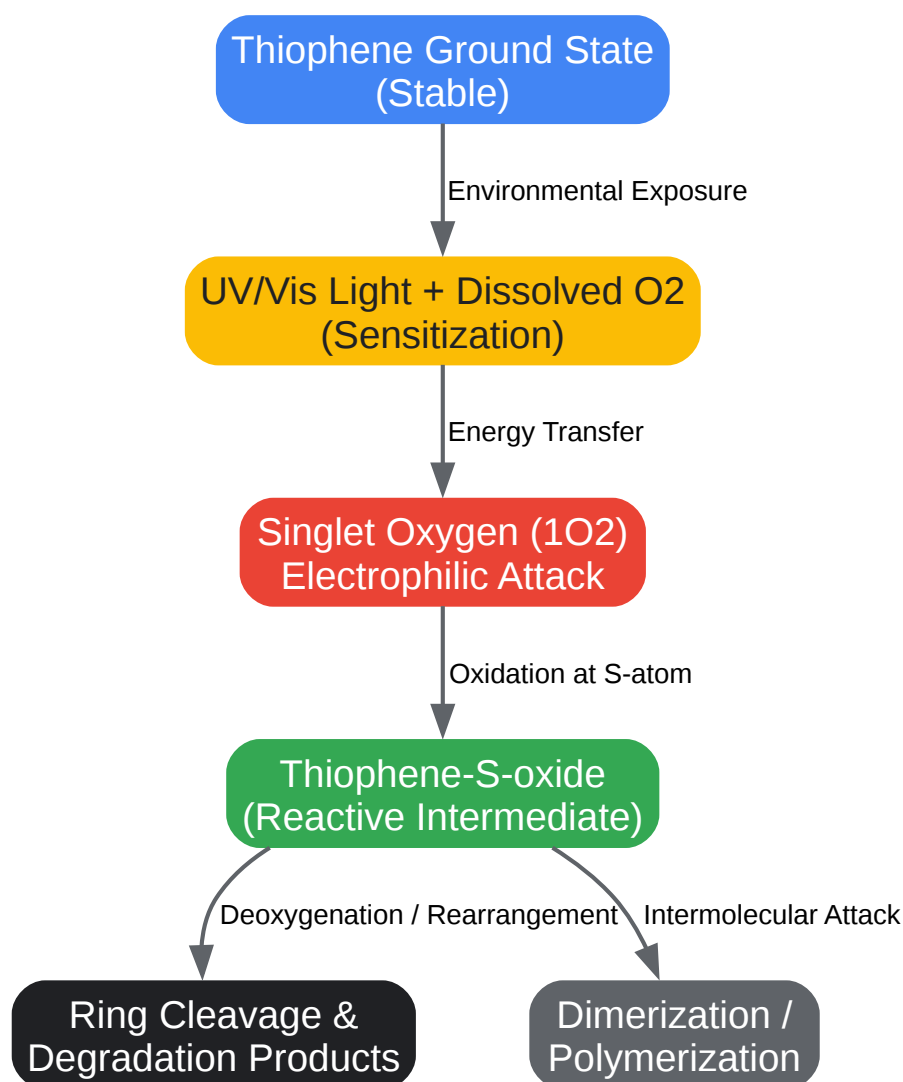 Thiophene Ground State
(Stable)
Environmental Exposure
UV/Vis Light + Dissolved O2
(Sensitization)
Energy Transfer
Singlet Oxygen (1O2)
Electrophilic Attack
Oxidation at S-atom
Thiophene-S-oxide
(Reactive Intermediate)
Deoxygenation / Rearrangement
Intermolecular Attack
Ring Cleavage &
Degradation Products
Dimerization /
Polymerization